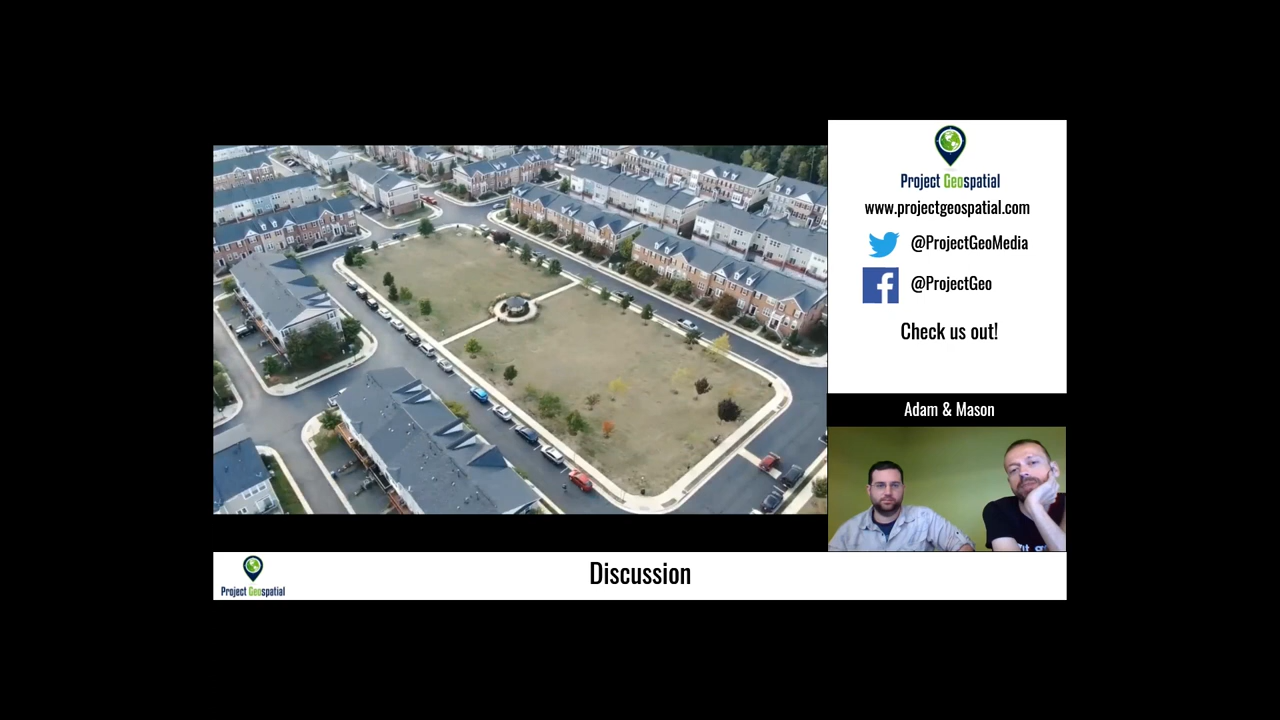 Project Geospatial
www.projectgeospatial.com
@ProjectGeoMedia
@ProjectGeo
Check us out!
Adam & Mason
Discussion
Project Geospatial